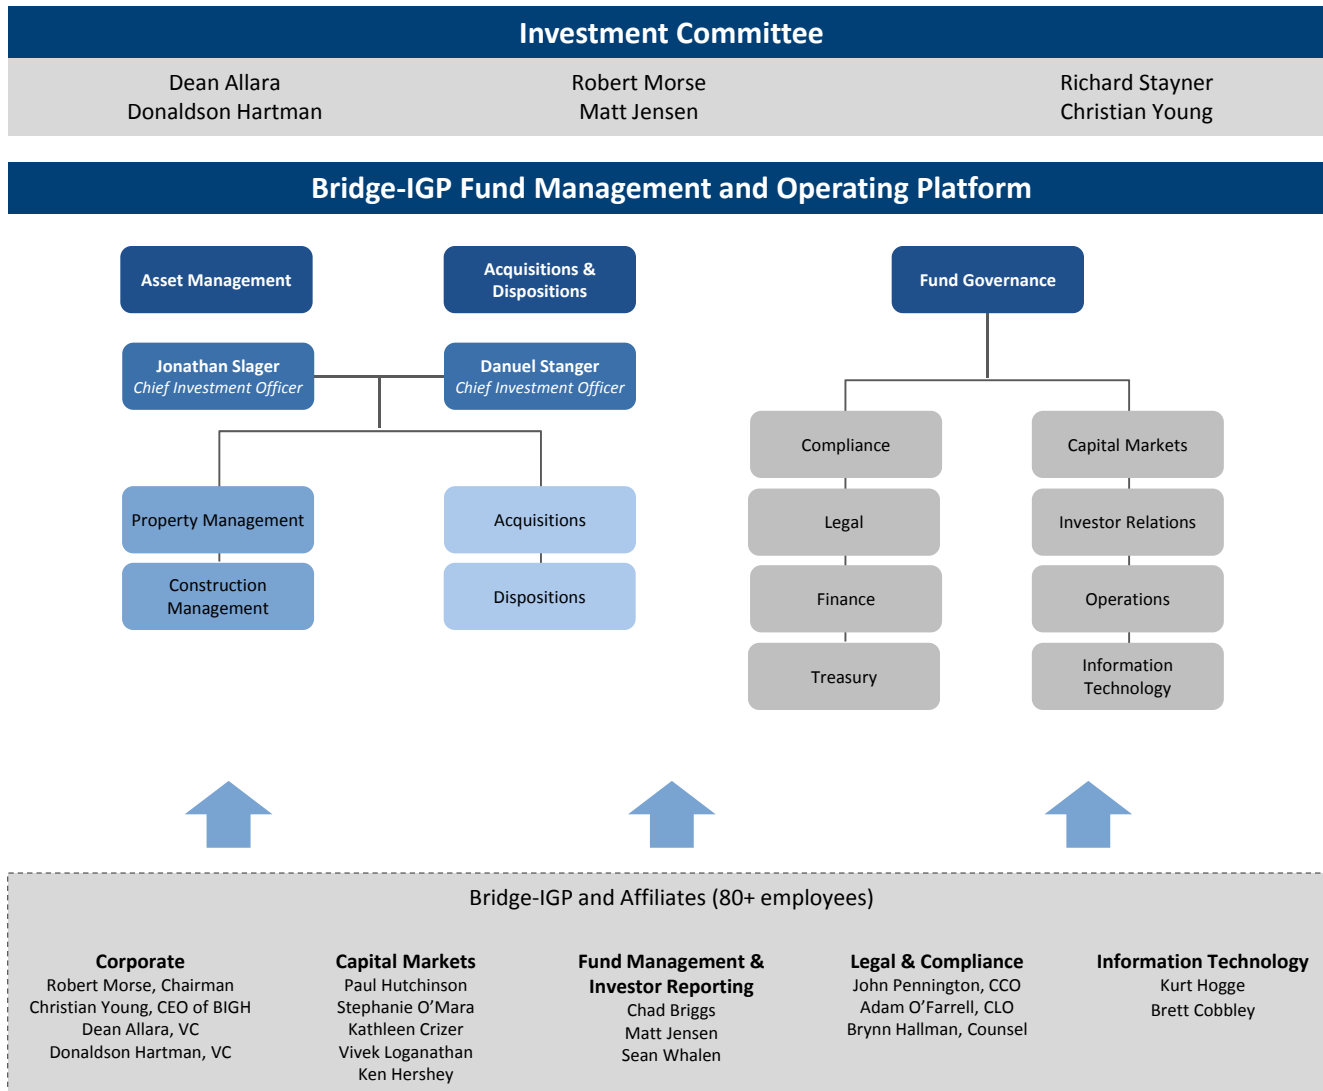 Investment Committee
Dean Allara
Donaldson Hartman
Robert Morse
Matt Jensen
Richard Stayner
Christian Young
Bridge-IGP Fund Management and Operating Platform
Asset Management
Acquisitions &
Dispositions
Fund Governance
Jonathan Slager
Chief Investment Officer
Danuel Stanger
Chief Investment Officer
Property Management
Construction
Management
Acquisitions
Dispositions
Compliance
Legal
Finance
Treasury
Capital Markets
Investor Relations
Operations
Information
Technology
Bridge-IGP and Affiliates (80+ employees)
Corporate
Robert Morse, Chairman
Christian Young, CEO of BIGH
Dean Allara, VC
Donaldson Hartman, VC
Capital Markets
Paul Hutchinson
Stephanie O’Mara
Kathleen Crizer
Vivek Loganathan
Ken Hershey
Fund Management &
Investor Reporting
Chad Briggs
Matt Jensen
Sean Whalen
Legal & Compliance
John Pennington, CCO
Adam O’Farrell, CLO
Brynn Hallman, Counsel
Information Technology
Kurt Hogge
Brett Cobbley